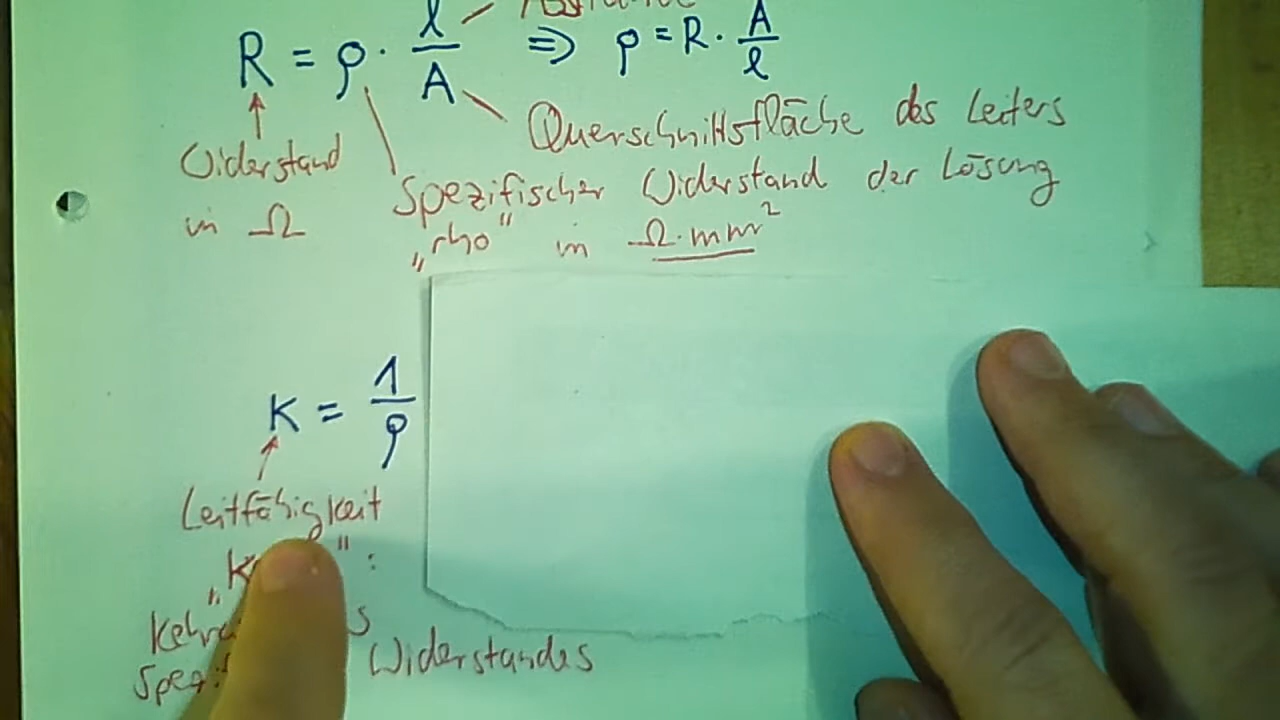 R = ρ · l/A ⇒ ρ = R · A/l
Querschnittsfläche des Leiters
Widerstand
in Ω
Spezifischer Widerstand der Lösung
„rho" in Ω·mm²
K = 1/ρ
Leitfähigkeit
Widerstandes